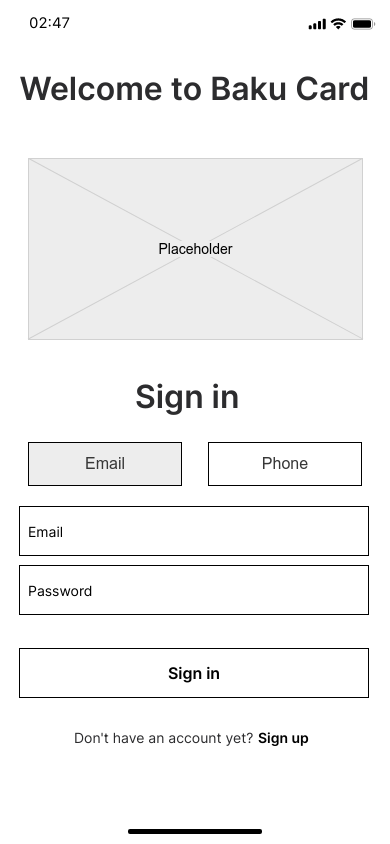 02:47
Welcome to Baku Card
Placeholder
Sign in
Email
Phone
Email
Password
Sign in
Don't have an account yet? Sign up